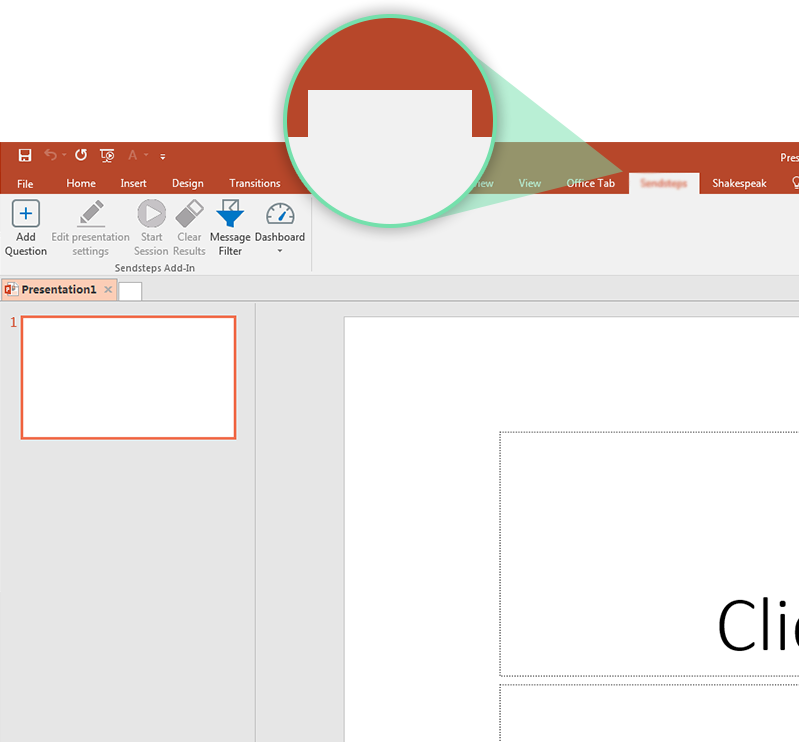 A
Pres
File Home Insert Design Transitions iew View Office Tab Sendsteps Shakespeak
Add Question
Edit presentation settings
Start Session
Clear Results
Message Filter
Dashboard
Sendsteps Add-In
Presentation1
1
Clic